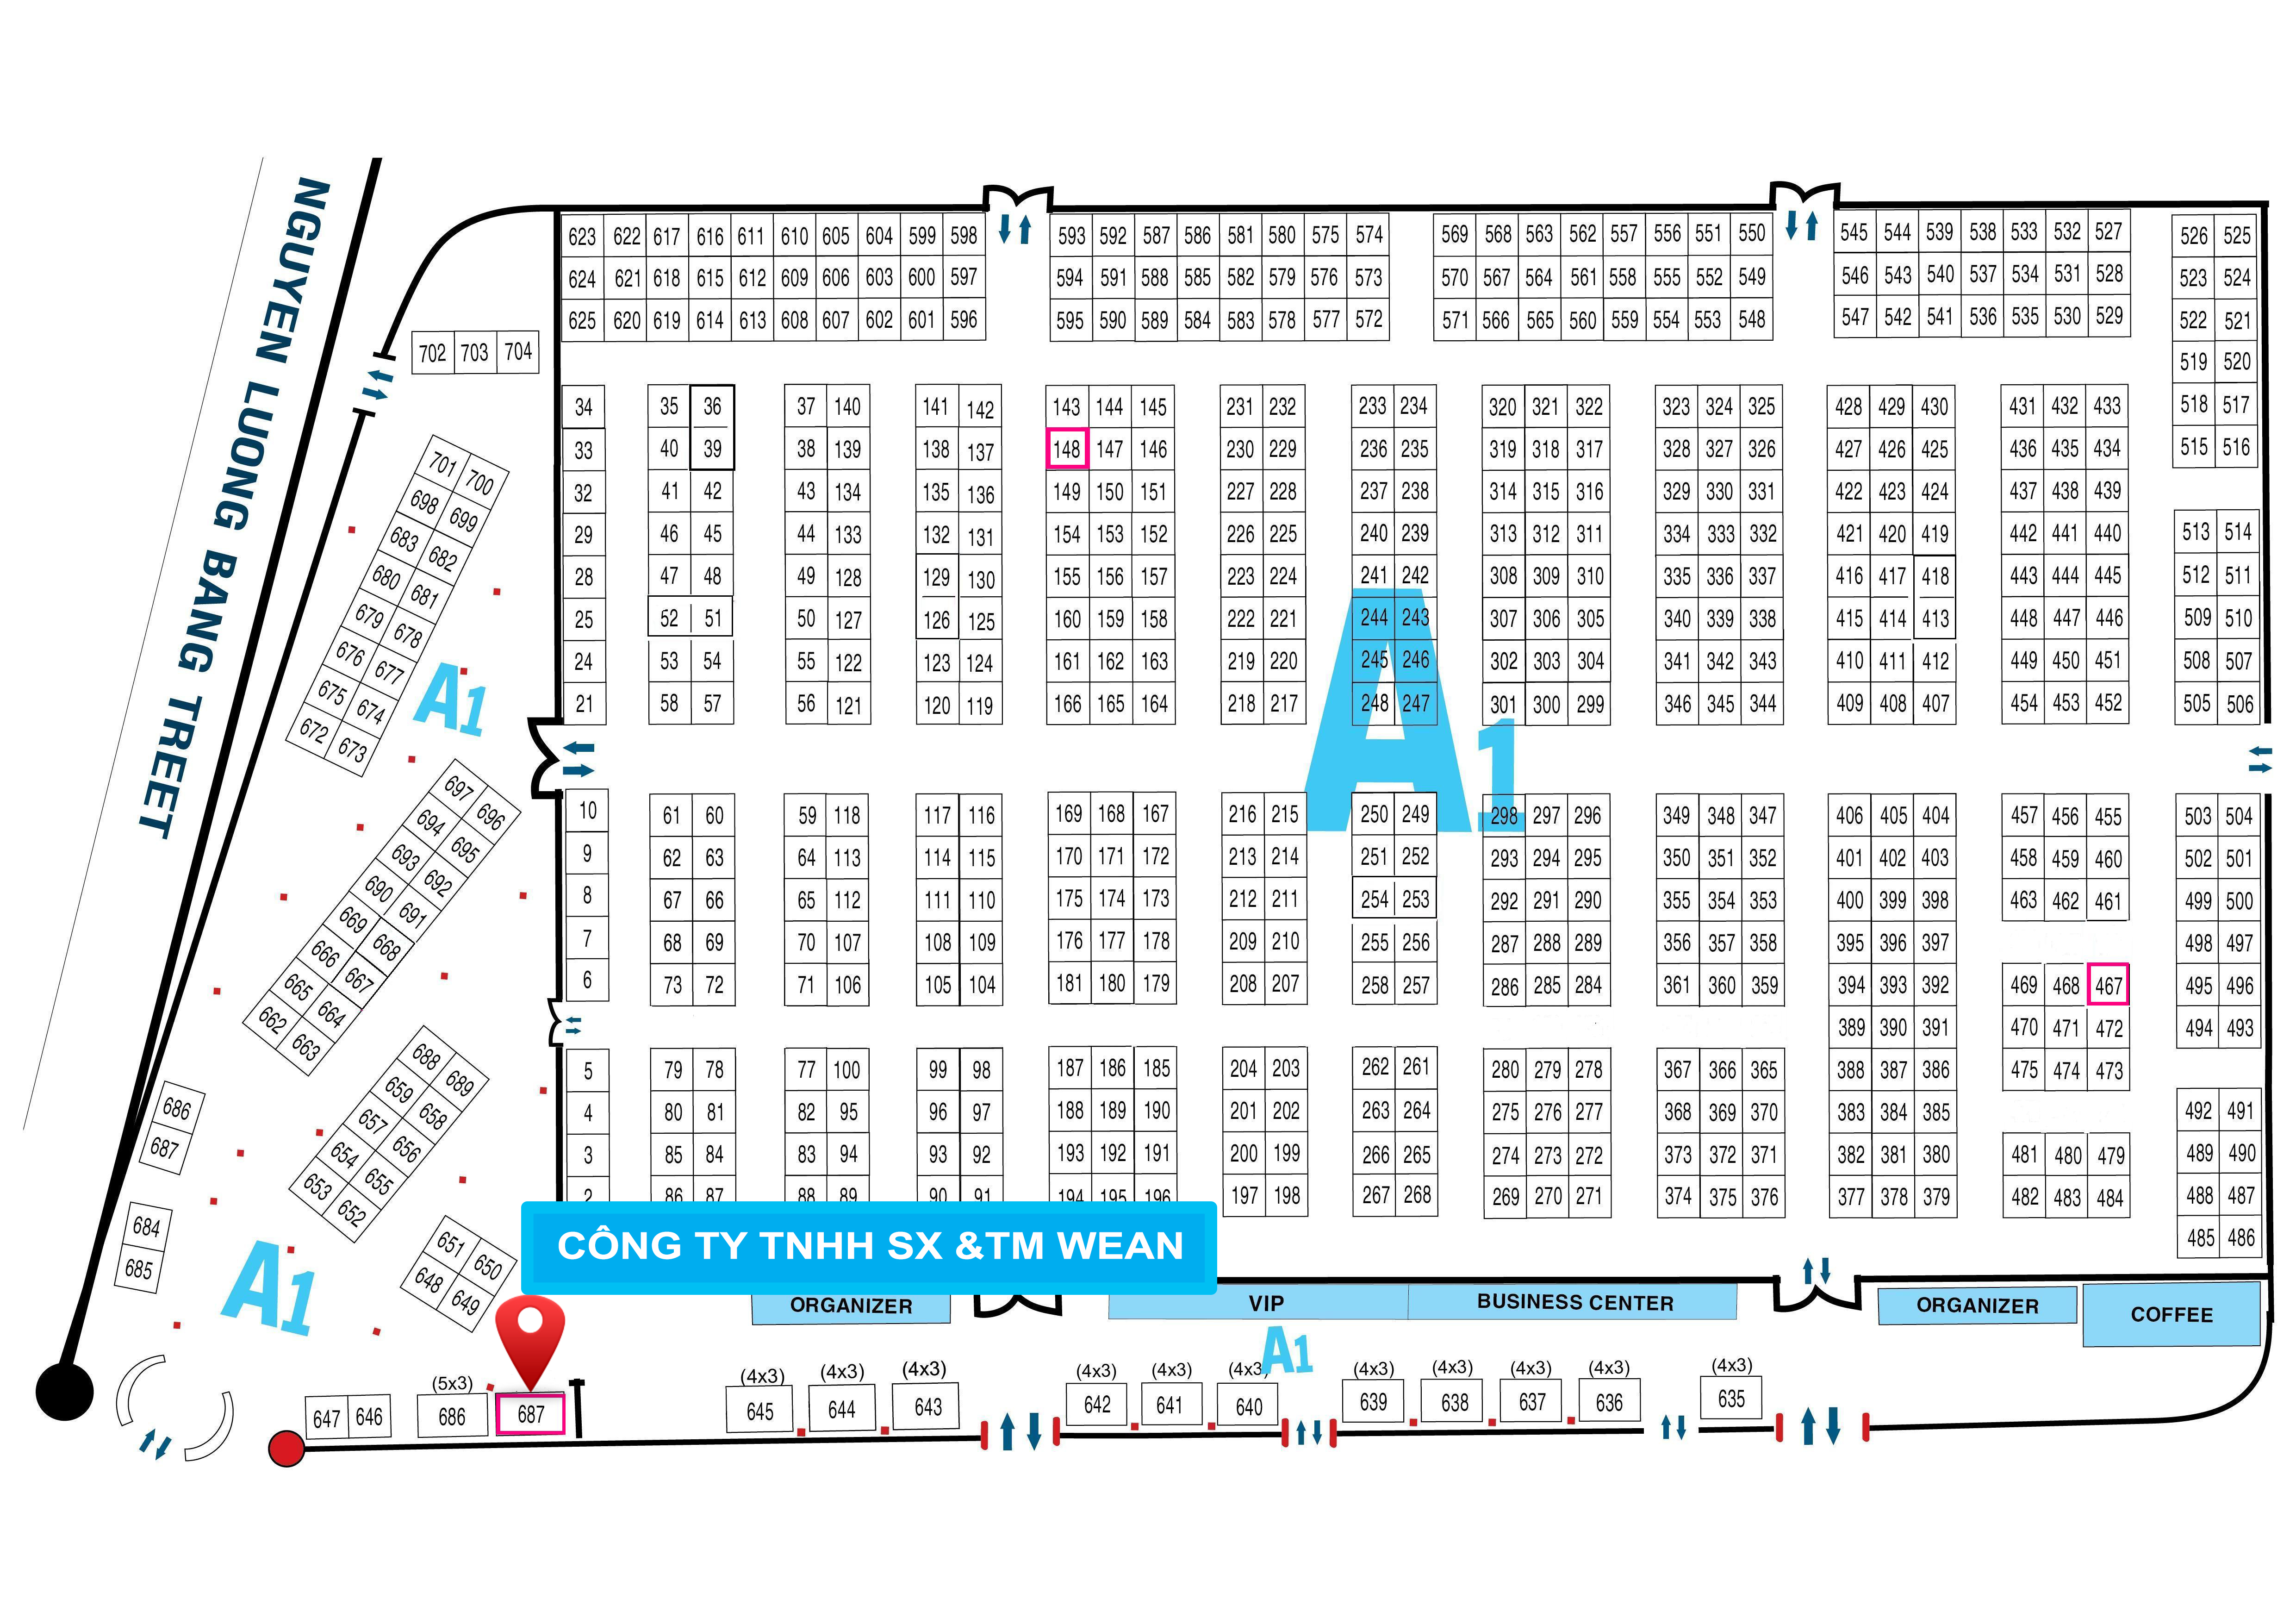 NGUYEN LUONG BANG TREET
623 622 617 616 611 610 605 604 599 598
624 621 618 615 612 609 606 603 600 597
625 620 619 614 613 608 607 602 601 596
593 592 587 586 581 580 575 574
594 591 588 585 582 579 576 573
595 590 589 584 583 578 577 572
569 568 563 562 557 556 551 550
570 567 564 561 558 555 552 549
571 566 565 560 559 554 553 548
545 544 539 538 533 532 527
546 543 540 537 534 531 528
547 542 541 536 535 530 529
526 525
523 524
522 521
519 520
518 517
515 516
702 703 704
34 35 36 37 140 141 142 143 144 145 231 232 233 234 320 321 322 323 324 325 428 429 430 431 432 433
33 40 39 38 139 138 137 148 147 146 230 229 236 235 319 318 317 328 327 326 427 426 425 436 435 434
32 41 42 43 134 135 136 149 150 151 227 228 237 238 314 315 316 329 330 331 422 423 424 437 438 439
29 46 45 44 133 132 131 154 153 152 226 225 240 239 313 312 311 334 333 332 421 420 419 442 441 440 513 514
28 47 48 49 128 129 130 155 156 157 223 224 241 242 308 309 310 335 336 337 416 417 418 443 444 445 512 511
25 52 51 50 127 126 125 160 159 158 222 221 244 243 307 306 305 340 339 338 415 414 413 448 447 446 509 510
24 53 54 55 122 123 124 161 162 163 219 220 245 246 302 303 304 341 342 343 410 411 412 449 450 451 508 507
21 58 57 56 121 120 119 166 165 164 218 217 248 247 301 300 299 346 345 344 409 408 407 454 453 452 505 506
A1
701 700
698 699
683 682
680 681
679 678
676 677
675 674
672 673
A1
10 61 60 59 118 117 116 169 168 167 216 215 250 249 298 297 296 349 348 347 406 405 404 457 456 455 503 504
9 62 63 64 113 114 115 170 171 172 213 214 251 252 293 294 295 350 351 352 401 402 403 458 459 460 502 501
8 67 66 65 112 111 110 175 174 173 212 211 254 253 292 291 290 355 354 353 400 399 398 463 462 461 499 500
7 68 69 70 107 108 109 176 177 178 209 210 255 256 287 288 289 356 357 358 395 396 397 498 497
6 73 72 71 106 105 104 181 180 179 208 207 258 257 286 285 284 361 360 359 394 393 392 469 468 467 495 496
389 390 391 470 471 472 494 493
697 696
694 695
693 692
690 691
669 668
666 667
665 664
662 663
5 79 78 77 100 99 98 187 186 185 204 203 262 261 280 279 278 367 366 365 388 387 386 475 474 473
4 80 81 82 95 96 97 188 189 190 201 202 263 264 275 276 277 368 369 370 383 384 385 492 491
3 85 84 83 94 93 92 193 192 191 200 199 266 265 274 273 272 373 372 371 382 381 380 481 480 479 489 490
2 86 87 88 89 90 91 194 195 196 197 198 267 268 269 270 271 374 375 376 377 378 379 482 483 484 488 487
485 486
688 689
659 658
657 656
654 655
653 652
686
687
684
685
651 650
648 649
A1
CÔNG TY TNHH SX &TM WEAN
ORGANIZER VIP BUSINESS CENTER ORGANIZER COFFEE
A1
(5x3) (4x3) (4x3) (4x3) (4x3) (4x3) (4x3) (4x3) (4x3) (4x3) (4x3) (4x3)
647 646 686 687 645 644 643 642 641 640 639 638 637 636 635